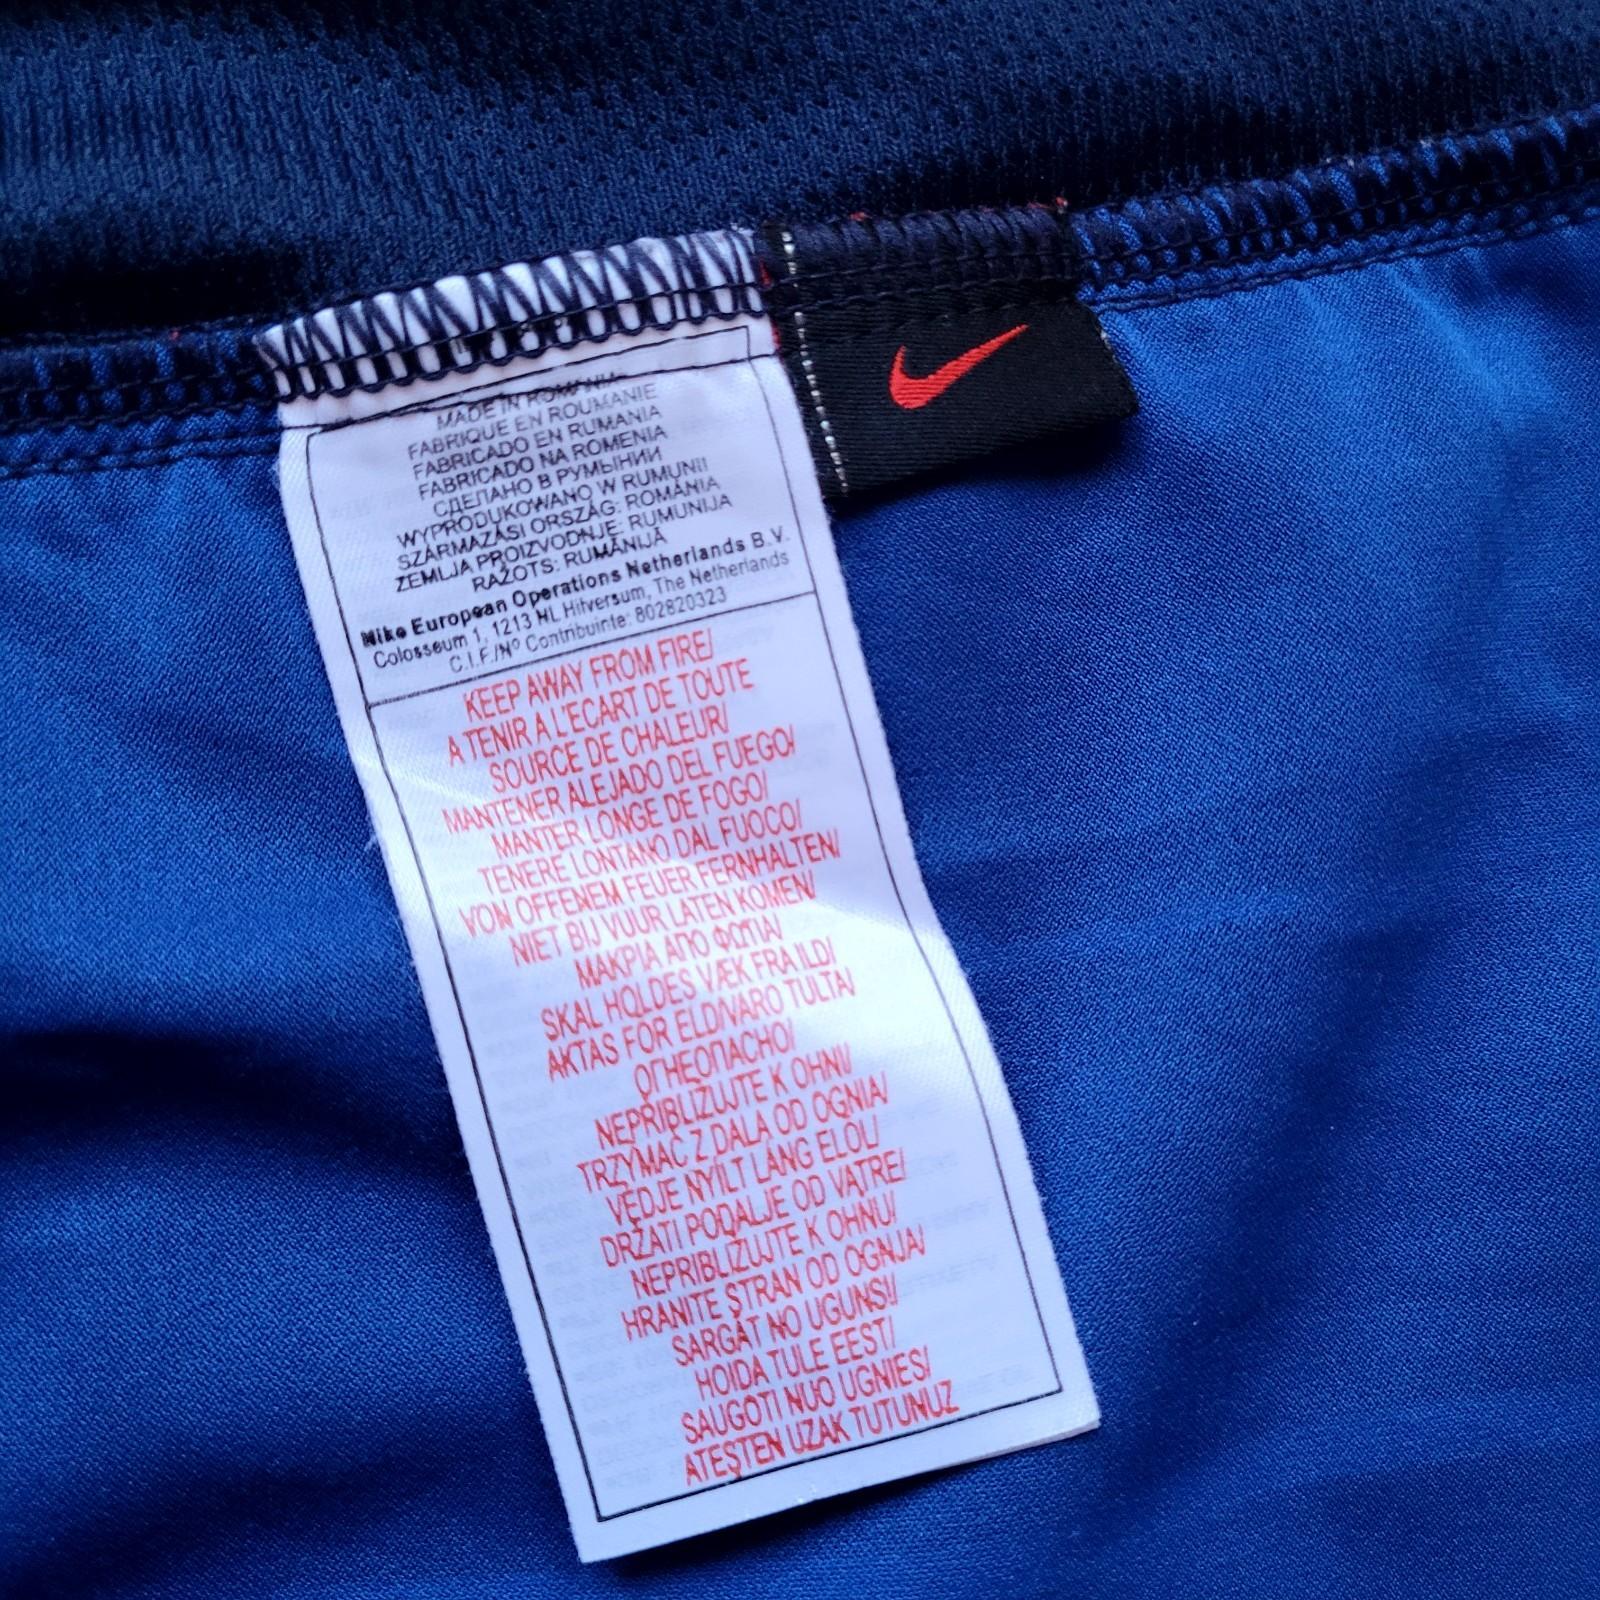 MADE IN ROMANIA
FABRIQUE EN ROUMANIE
FABRICADO EN RUMANIA
FABRICADO NA ROMENIA
СДЕЛАНО В РУМЫНИИ
WYPRODUKOWANO W RUMUNII
SZÁRMAZÁSI ORSZÁG: ROMÁNIA
ZEMLJA PROIZVODNJE: RUMUNIJA
RAŽOTS: RUMĀNIJĀ
Nike European Operations Netherlands B.V.
Colosseum 1, 1213 NL Hilversum, The Netherlands
C.I.F./Nº Contribuinte: 802820323
KEEP AWAY FROM FIRE/
A TENIR A L'ECART DE TOUTE
SOURCE DE CHALEUR/
MANTENER ALEJADO DEL FUEGO/
MANTER LONGE DE FOGO/
TENERE LONTANO DAL FUOCO/
VON OFFENEM FEUER FERNHALTEN/
NIET BIJ VUUR LATEN KOMEN/
ΜΑΚΡΙΑ ΑΠΟ ΦΩΤΙΑ/
SKAL HOLDES VÆK FRA ILD/
AKTAS FÖR ELD/VARO TULTA/
ОГНЕОПАСНО/
NEPŘIBLIŽUJTE K OHNI/
TRZYMAĆ Z DALA OD OGNIA/
VÉDJE NYÍLT LÁNG ELÖL/
DRŽATI PODALJE OD VATRE/
NEPRIBLIŽUJTE K OHŇU/
HRANITE STRAN OD OGNJA/
SARGĀT NO UGUNS!/
HOIDA TULE EEST/
SAUGOTI NUO UGNIES/
ATEŞTEN UZAK TUTUNUZ